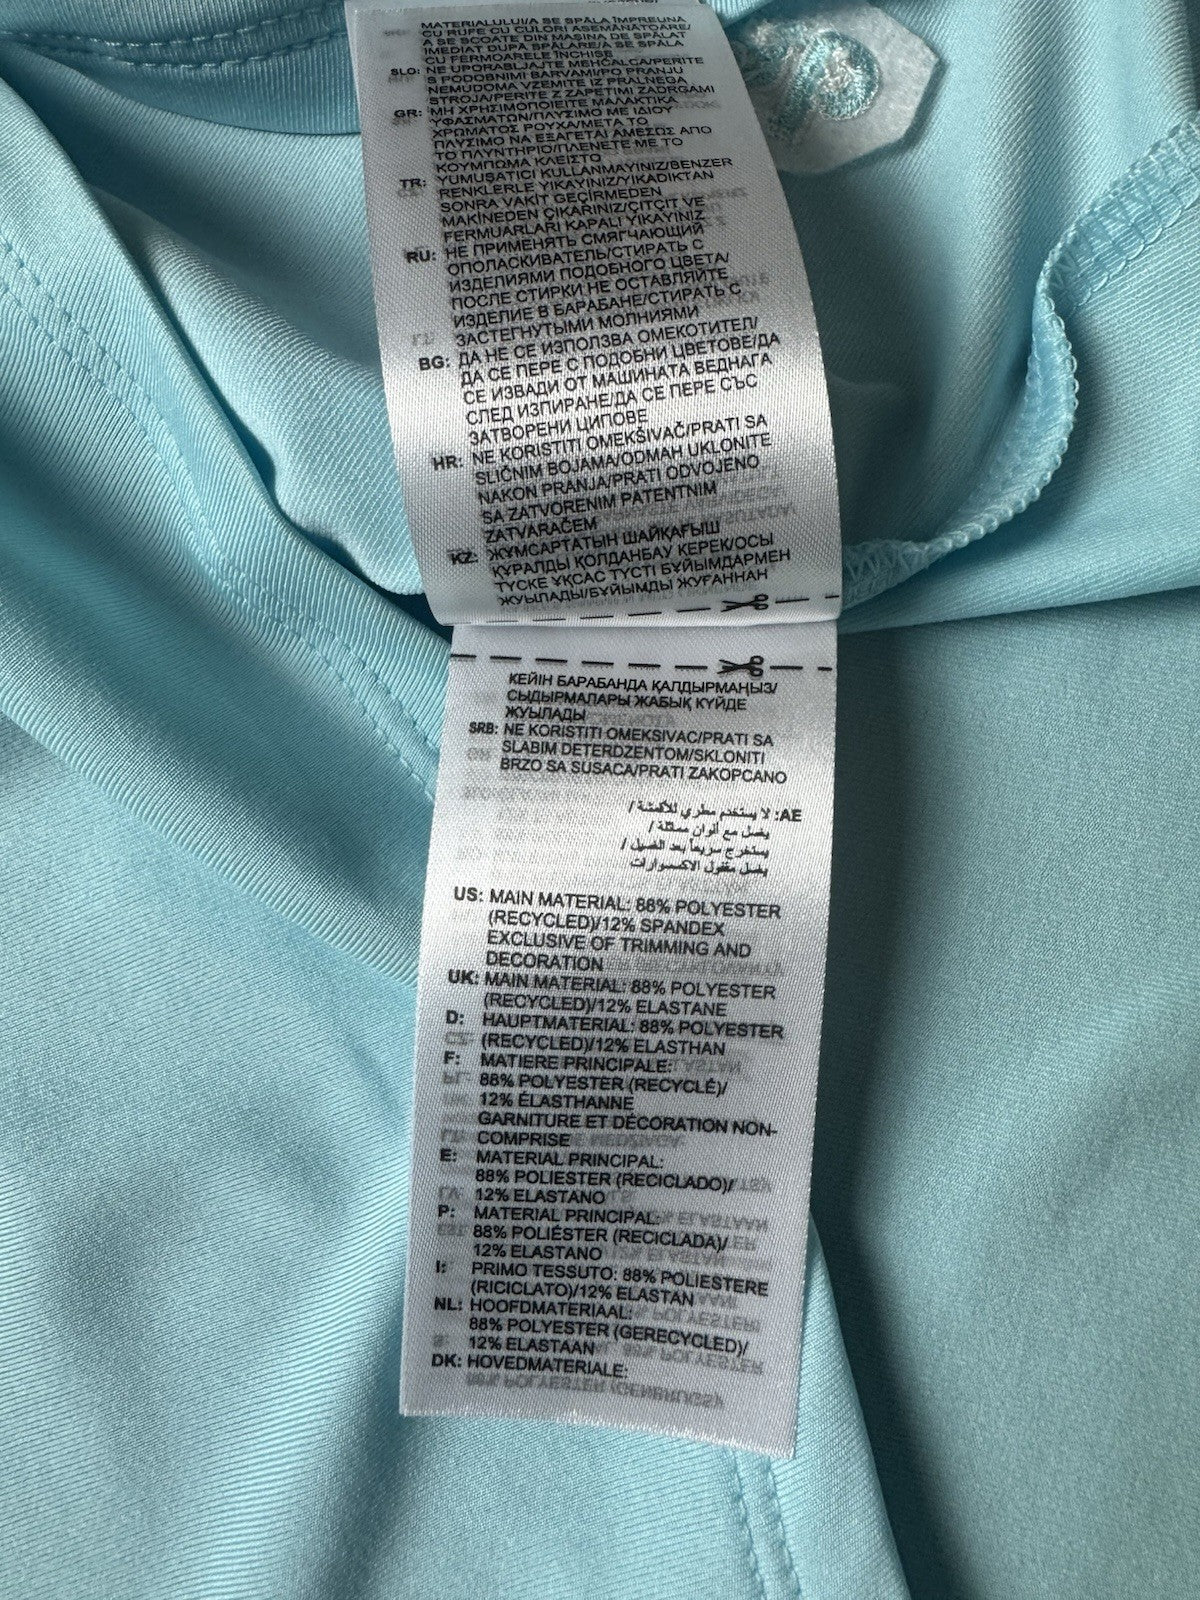 MATERIALULUI/A SE SPĂLA ÎMPREUNĂ
CU RUFE CU CULORI ASEMĂNĂTOARE/
A SE SCOATE DIN MAȘINA DE SPĂLAT
IMEDIAT DUPĂ SPĂLARE/A SE SPĂLA
CU FERMOARELE ÎNCHISE
SLO: NE UPORABLJAJTE MEHČALCA/PERITE
S PODOBNIMI BARVAMI/PO PRANJU
NEMUDOMA VZEMITE IZ PRALNEGA
STROJA/PERITE Z ZAPETIMI ZADRGAMI
GR: ΜΗ ΧΡΗΣΙΜΟΠΟΙΕΙΤΕ ΜΑΛΑΚΤΙΚΑ
ΥΦΑΣΜΑΤΩΝ/ΠΛΥΣΙΜΟ ΜΕ ΙΔΙΟΥ
ΧΡΩΜΑΤΟΣ ΡΟΥΧΑ/ΜΕΤΑ ΤΟ
ΠΛΥΣΙΜΟ ΝΑ ΕΞΑΓΕΤΑΙ ΑΜΕΣΩΣ ΑΠΟ
ΤΟ ΠΛΥΝΤΗΡΙΟ/ΠΛΕΝΕΤΕ ΜΕ ΤΟ
ΚΟΥΜΠΩΜΑ ΚΛΕΙΣΤΟ
TR: YUMUŞATICI KULLANMAYINIZ/BENZER
RENKLERLE YIKAYINIZ/YIKADIKTAN
SONRA VAKİT GEÇİRMEDEN
MAKİNEDEN ÇIKARINIZ/ÇITÇIT VE
FERMUARLARI KAPALI YIKAYINIZ
RU: НЕ ПРИМЕНЯТЬ СМЯГЧАЮЩИЙ
ОПОЛАСКИВАТЕЛЬ/СТИРАТЬ С
ИЗДЕЛИЯМИ ПОДОБНОГО ЦВЕТА/
ПОСЛЕ СТИРКИ НЕ ОСТАВЛЯЙТЕ
ИЗДЕЛИЕ В БАРАБАНЕ/СТИРАТЬ С
ЗАСТЕГНУТЫМИ МОЛНИЯМИ
BG: ДА НЕ СЕ ИЗПОЛЗВА ОМЕКОТИТЕЛ/
ДА СЕ ПЕРЕ С ПОДОБНИ ЦВЕТОВЕ/ДА
СЕ ИЗВАДИ ОТ МАШИНАТА ВЕДНАГА
СЛЕД ИЗПИРАНЕ/ДА СЕ ПЕРЕ СЪС
ЗАТВОРЕНИ ЦИПОВЕ
HR: NE KORISTITI OMEKŠIVAČ/PRATI SA
SLIČNIM BOJAMA/ODMAH UKLONITE
NAKON PRANJA/PRATI ODVOJENO
SA ZATVORENIM PATENTNIM
ZATVARAČEM
KZ: ЖҰМСАРТАТЫН ШАЙҚАҒЫШ
ҚҰРАЛДЫ ҚОЛДАНБАУ КЕРЕК/ОСЫ
ТҮСКЕ ҰҚСАС ТҮСТІ БҰЙЫМДАРМЕН
ЖУЫЛАДЫ/БҰЙЫМДЫ ЖУҒАННАН
КЕЙІН БАРАБАНДА ҚАЛДЫРМАҢЫЗ/
СЫДЫРМАЛАРЫ ЖАБЫҚ КҮЙДЕ
ЖУЫЛАДЫ
SRB: NE KORISTITI OMEKSIVAC/PRATI SA
SLABIM DETERDZENTOM/SKLONITI
BRZO SA SUSACA/PRATI ZAKOPCANO
AE: لا يستخدم مطري للأقمشة /
يغسل مع ألوان مماثلة /
يستخرج سريعاً بعد الغسيل /
يغسل مقفول الاكسسوارات
US: MAIN MATERIAL: 88% POLYESTER
(RECYCLED)/12% SPANDEX
EXCLUSIVE OF TRIMMING AND
DECORATION
UK: MAIN MATERIAL: 88% POLYESTER
(RECYCLED)/12% ELASTANE
D: HAUPTMATERIAL: 88% POLYESTER
(RECYCLED)/12% ELASTHAN
F: MATIERE PRINCIPALE:
88% POLYESTER (RECYCLÉ)/
12% ÉLASTHANNE
GARNITURE ET DÉCORATION NON-
COMPRISE
E: MATERIAL PRINCIPAL:
88% POLIESTER (RECICLADO)/
12% ELASTANO
P: MATERIAL PRINCIPAL:
88% POLIÉSTER (RECICLADA)/
12% ELASTANO
I: PRIMO TESSUTO: 88% POLIESTERE
(RICICLATO)/12% ELASTAN
NL: HOOFDMATERIAAL:
88% POLYESTER (GERECYCLED)/
12% ELASTAAN
DK: HOVEDMATERIALE: